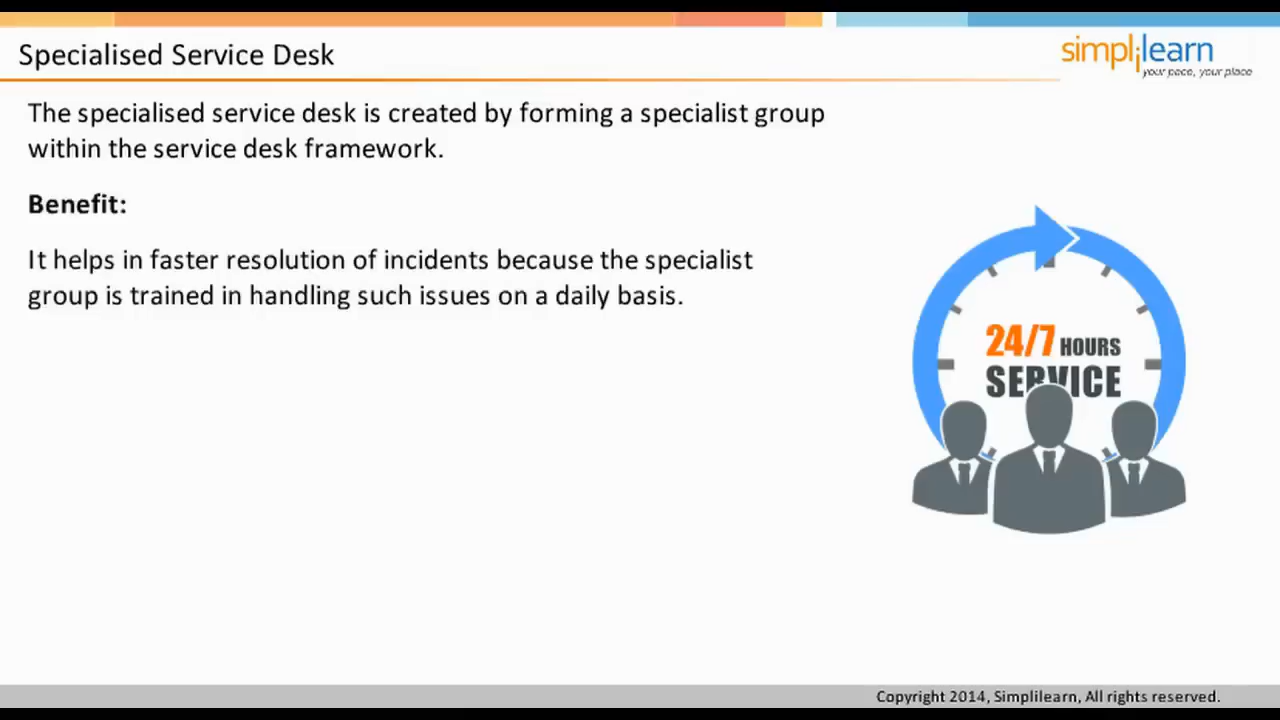 Specialised Service Desk
simplilearn
your pace, your place
The specialised service desk is created by forming a specialist group
within the service desk framework.
Benefit:
It helps in faster resolution of incidents because the specialist
group is trained in handling such issues on a daily basis.
24/7 HOURS
SERVICE
Copyright 2014, Simplilearn, All rights reserved.